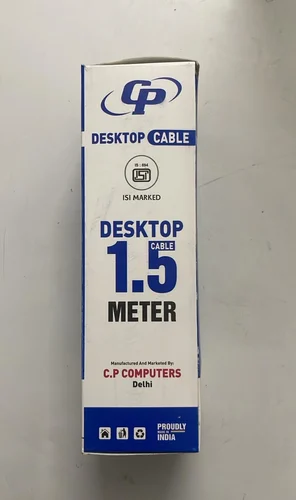 CP
DESKTOP CABLE
IS - 694
ISI
ISI MARKED
DESKTOP
CABLE
1.5
METER
Manufactured And Marketed By:
C.P COMPUTERS
Delhi
PROUDLY
MADE IN
INDIA